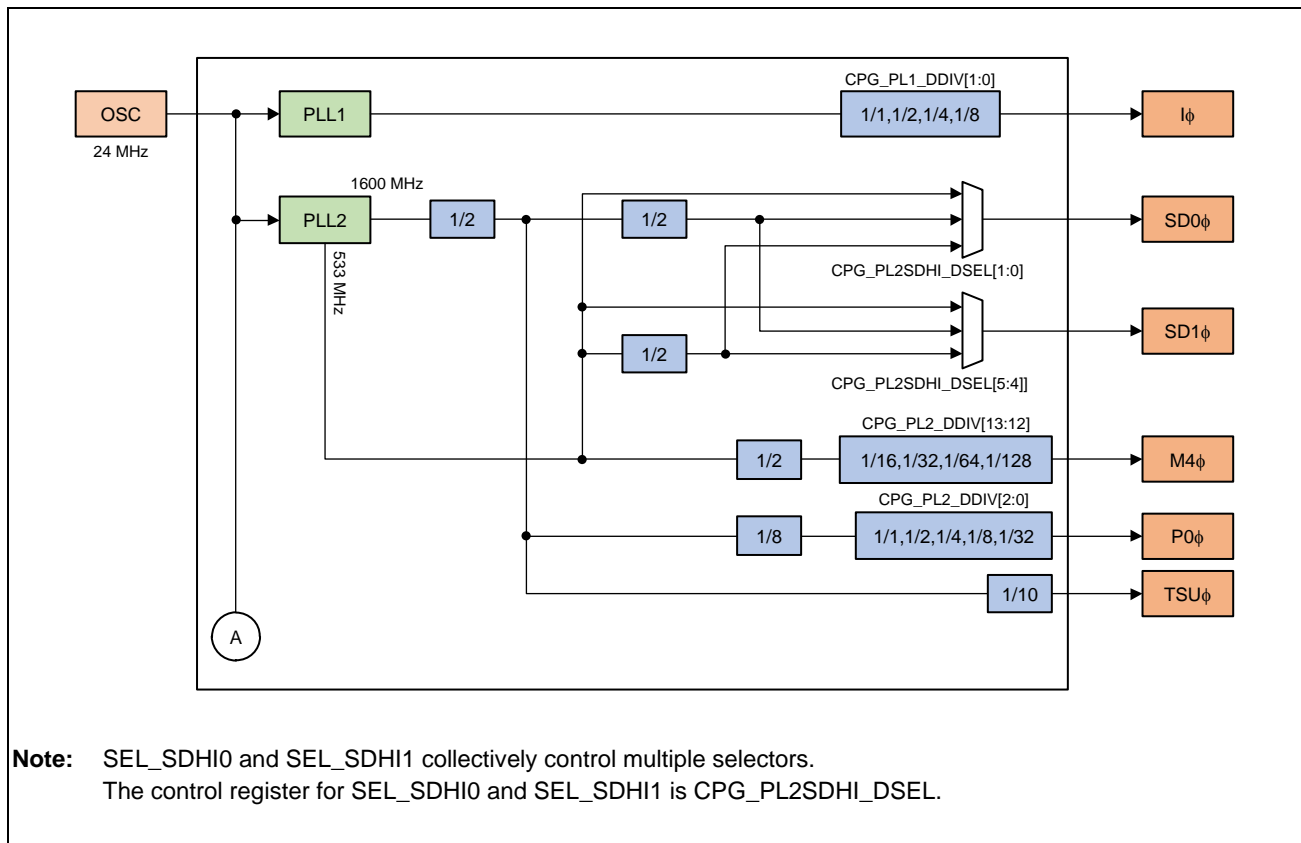 CPG_PL1_DDIV[1:0]
OSC
PLL1
1/1,1/2,1/4,1/8
Iϕ
24 MHz
1600 MHz
PLL2
1/2
1/2
SD0ϕ
533 MHz
CPG_PL2SDHI_DSEL[1:0]
SD1ϕ
1/2
CPG_PL2SDHI_DSEL[5:4]]
CPG_PL2_DDIV[13:12]
1/2
1/16,1/32,1/64,1/128
M4ϕ
CPG_PL2_DDIV[2:0]
1/8
1/1,1/2,1/4,1/8,1/32
P0ϕ
1/10
TSUϕ
A
Note: SEL_SDHI0 and SEL_SDHI1 collectively control multiple selectors.
The control register for SEL_SDHI0 and SEL_SDHI1 is CPG_PL2SDHI_DSEL.